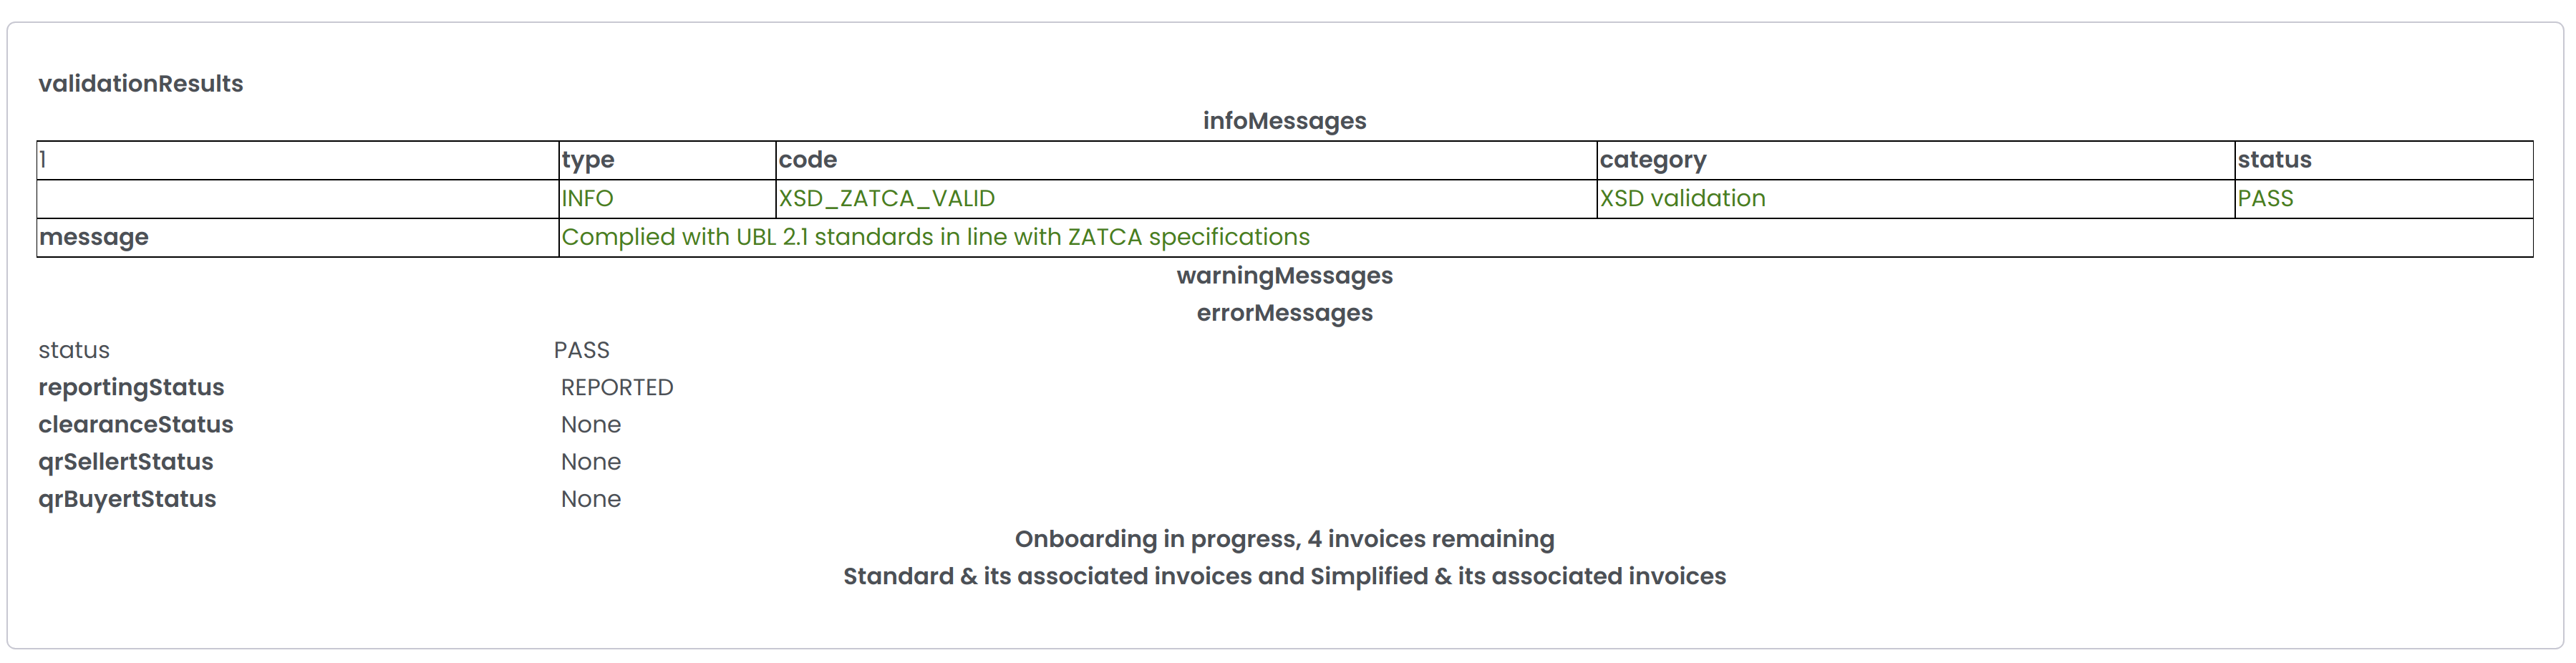 validationResults
infoMessages
1 type code category status
INFO XSD_ZATCA_VALID XSD validation PASS
message Complied with UBL 2.1 standards in line with ZATCA specifications
warningMessages
errorMessages
status PASS
reportingStatus REPORTED
clearanceStatus None
qrSellertStatus None
qrBuyertStatus None
Onboarding in progress, 4 invoices remaining
Standard & its associated invoices and Simplified & its associated invoices